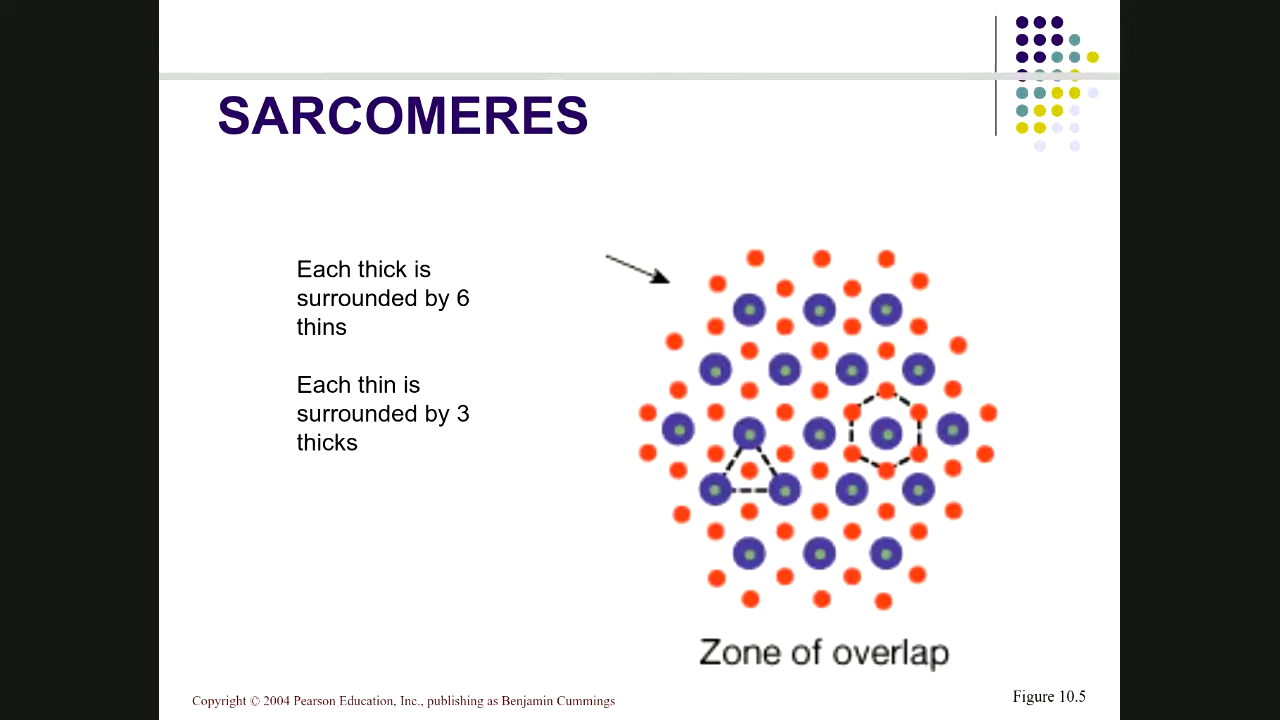 SARCOMERES
Each thick is
surrounded by 6
thins
Each thin is
surrounded by 3
thicks
Zone of overlap
Copyright © 2004 Pearson Education, Inc., publishing as Benjamin Cummings
Figure 10.5